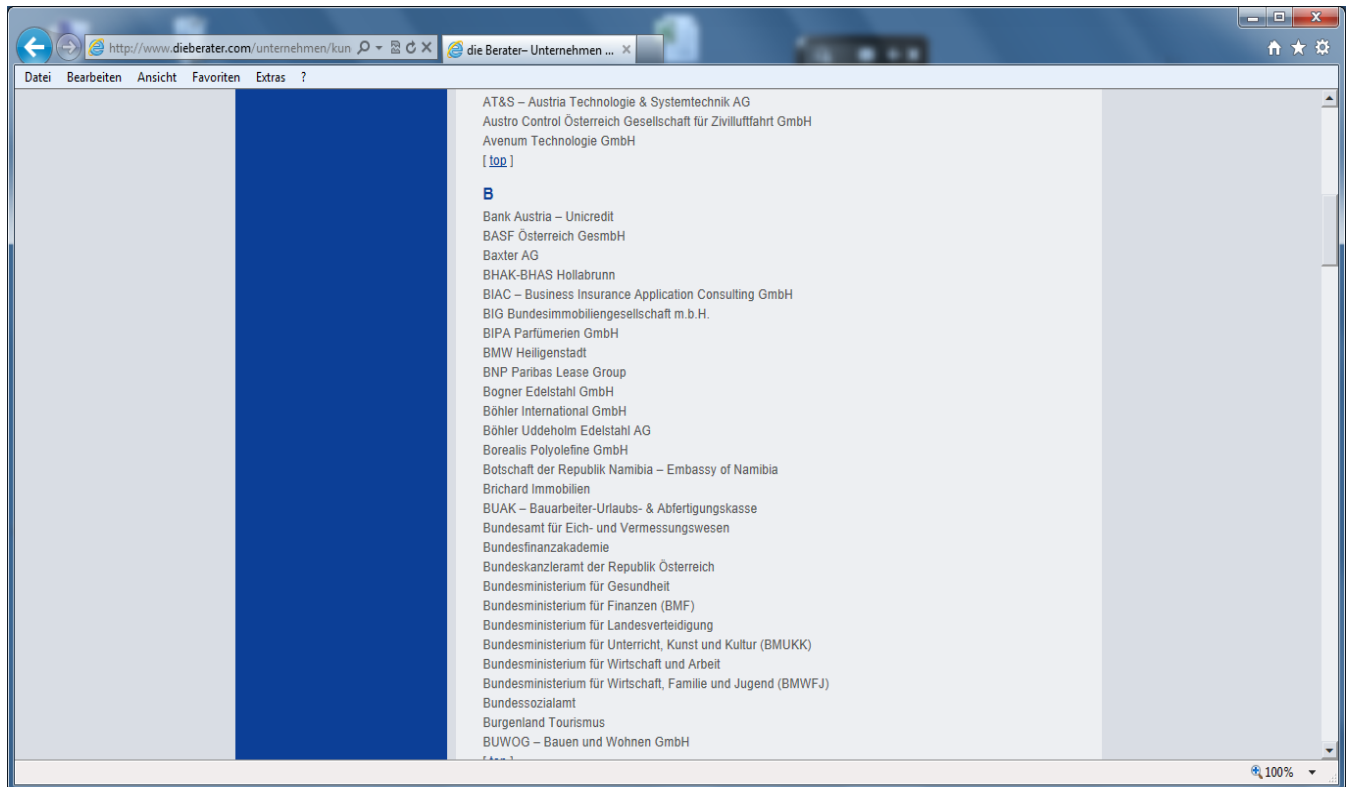 http://www.dieberater.com/unternehmen/kun
die Berater– Unternehmen ...
Datei Bearbeiten Ansicht Favoriten Extras ?
AT&S – Austria Technologie & Systemtechnik AG
Austro Control Österreich Gesellschaft für Zivilluftfahrt GmbH
Avenum Technologie GmbH
[ top ]
B
Bank Austria – Unicredit
BASF Österreich GesmbH
Baxter AG
BHAK-BHAS Hollabrunn
BIAC – Business Insurance Application Consulting GmbH
BIG Bundesimmobiliengesellschaft m.b.H.
BIPA Parfümerien GmbH
BMW Heiligenstadt
BNP Paribas Lease Group
Bogner Edelstahl GmbH
Böhler International GmbH
Böhler Uddeholm Edelstahl AG
Borealis Polyolefine GmbH
Botschaft der Republik Namibia – Embassy of Namibia
Brichard Immobilien
BUAK – Bauarbeiter-Urlaubs- & Abfertigungskasse
Bundesamt für Eich- und Vermessungswesen
Bundesfinanzakademie
Bundeskanzleramt der Republik Österreich
Bundesministerium für Gesundheit
Bundesministerium für Finanzen (BMF)
Bundesministerium für Landesverteidigung
Bundesministerium für Unterricht, Kunst und Kultur (BMUKK)
Bundesministerium für Wirtschaft und Arbeit
Bundesministerium für Wirtschaft, Familie und Jugend (BMWFJ)
Bundessozialamt
Burgenland Tourismus
BUWOG – Bauen und Wohnen GmbH
100%